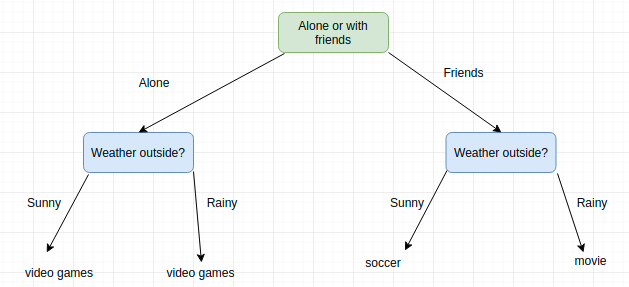 Alone or with
friends
Alone
Friends
Weather outside?
Weather outside?
Sunny
Rainy
Sunny
Rainy
video games
video games
soccer
movie